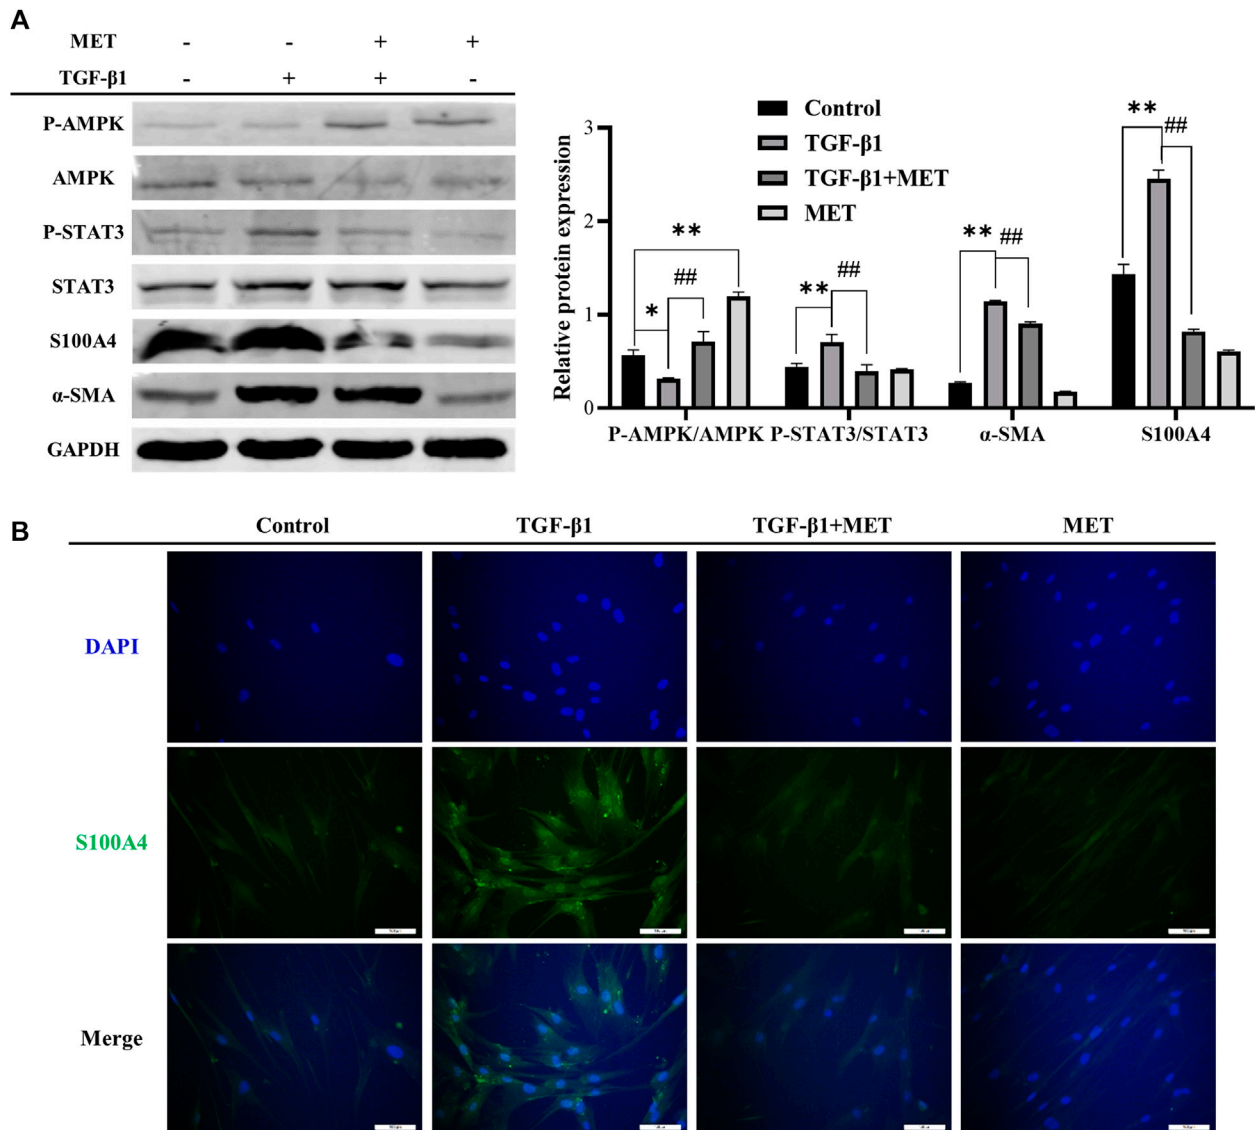 A
MET - - + +
TGF-β1 - + + -
P-AMPK
AMPK
P-STAT3
STAT3
S100A4
α-SMA
GAPDH
Control
TGF-β1
TGF-β1+MET
MET
Relative protein expression
3
2
1
0
** ## *
** ##
** ##
** ##
P-AMPK/AMPK P-STAT3/STAT3 α-SMA S100A4
B
Control TGF-β1 TGF-β1+MET MET
DAPI
S100A4
Merge